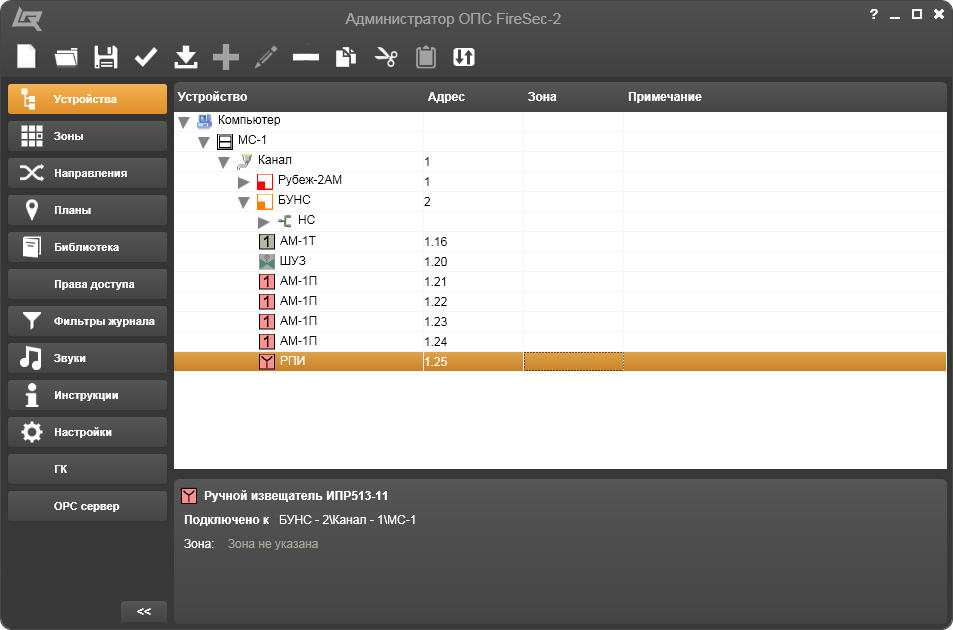 Администратор ОПС FireSec-2
?
Устройства
Зоны
Направления
Планы
Библиотека
Права доступа
Фильтры журнала
Звуки
Инструкции
Настройки
ГК
ОРС сервер
<<
Устройство Адрес Зона Примечание
Компьютер
МС-1
Канал 1
Рубеж-2АМ 1
БУНС 2
НС
1 АМ-1Т 1.16
ШУЗ 1.20
1 АМ-1П 1.21
1 АМ-1П 1.22
1 АМ-1П 1.23
1 АМ-1П 1.24
РПИ 1.25
Ручной извещатель ИПР513-11
Подключено к БУНС - 2\Канал - 1\МС-1
Зона: Зона не указана